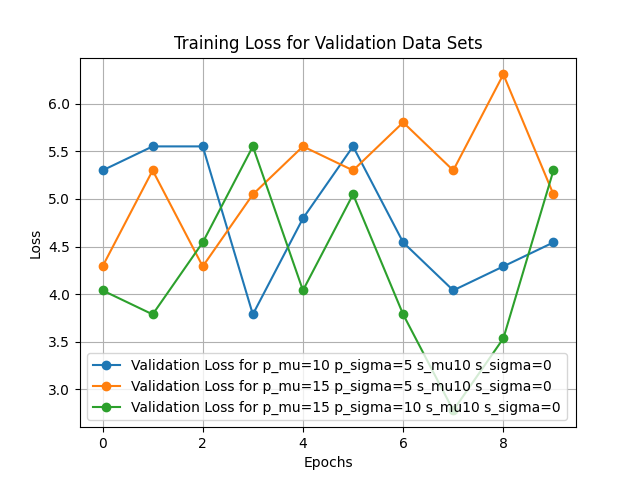 Training Loss for Validation Data Sets
6.0
5.5
5.0
4.5
4.0
3.5
3.0
Loss
Validation Loss for p_mu=10 p_sigma=5 s_mu10 s_sigma=0
Validation Loss for p_mu=15 p_sigma=5 s_mu10 s_sigma=0
Validation Loss for p_mu=15 p_sigma=10 s_mu10 s_sigma=0
0 2 4 6 8
Epochs